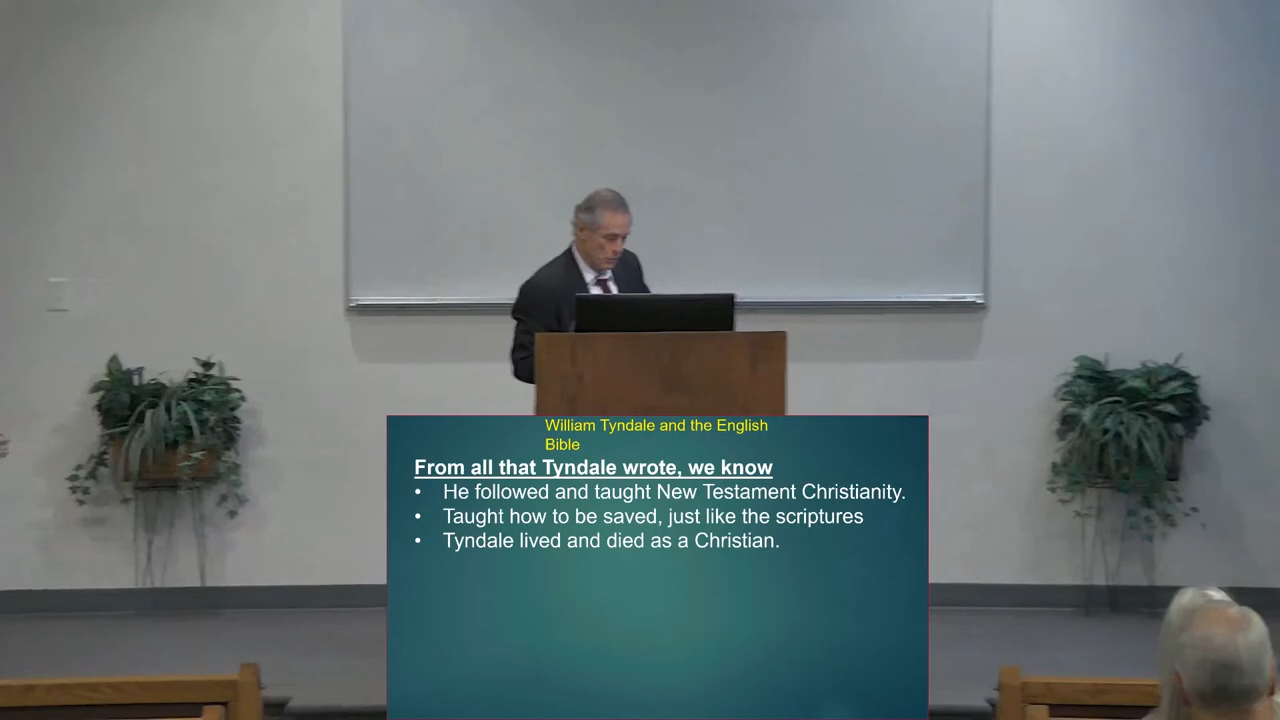 William Tyndale and the English
Bible
From all that Tyndale wrote, we know
• He followed and taught New Testament Christianity.
• Taught how to be saved, just like the scriptures
• Tyndale lived and died as a Christian.